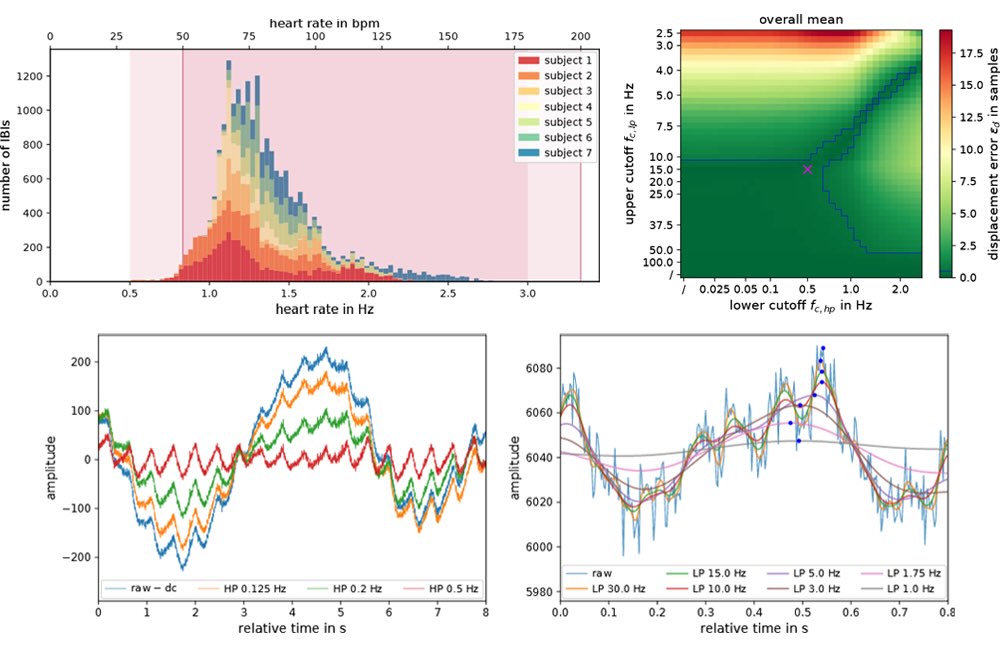 heart rate in bpm
0 25 50 75 100 125 150 175 200
number of IBIs
1200
1000
800
600
400
200
0
subject 1
subject 2
subject 3
subject 4
subject 5
subject 6
subject 7
0.0 0.5 1.0 1.5 2.0 2.5 3.0
heart rate in Hz
overall mean
upper cutoff f_c,lp in Hz
2.5
3.0
4.0
5.0
7.5
10.0
15.0
20.0
37.5
50.0
100.0
/
/ 0.025 0.05 0.1 0.5 1.0 2.0
lower cutoff f_c,hp in Hz
17.5
15.0
12.5
10.0
7.5
5.0
2.5
0.0
displacement error ε_d in samples
amplitude
200
100
0
−100
−200
raw − dc HP 0.125 Hz HP 0.2 Hz HP 0.5 Hz
0 1 2 3 4 5 6 7 8
relative time in s
amplitude
6080
6060
6040
6020
6000
5980
raw LP 15.0 Hz LP 5.0 Hz LP 1.75 Hz
LP 30.0 Hz LP 10.0 Hz LP 3.0 Hz LP 1.0 Hz
0.0 0.1 0.2 0.3 0.4 0.5 0.6 0.7 0.8
relative time in s